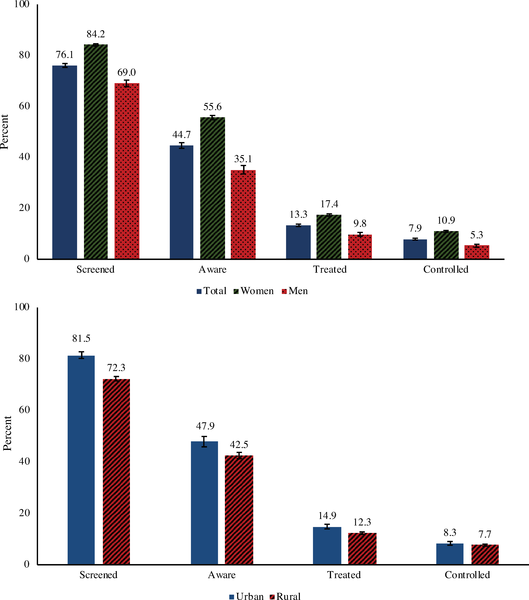 100
80
60
40
20
0
Percent
76.1 84.2 69.0
44.7 55.6 35.1
13.3 17.4 9.8
7.9 10.9 5.3
Screened Aware Treated Controlled
Total Women Men
100
80
60
40
20
0
Percent
81.5 72.3
47.9 42.5
14.9 12.3
8.3 7.7
Screened Aware Treated Controlled
Urban Rural